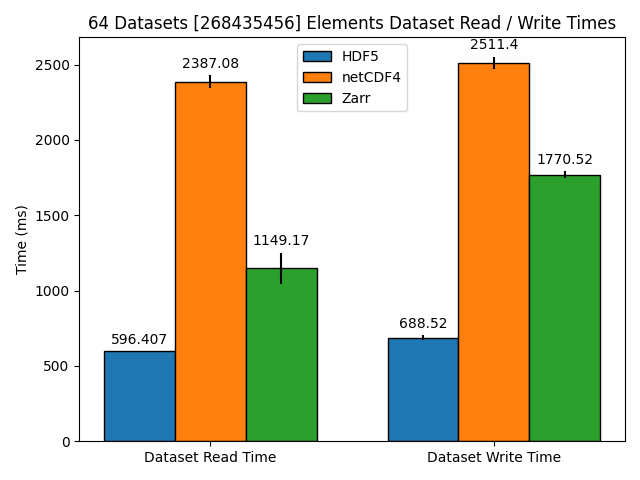 64 Datasets [268435456] Elements Dataset Read / Write Times
HDF5
netCDF4
Zarr
2387.08
2511.4
1770.52
1149.17
688.52
596.407
Time (ms)
2500
2000
1500
1000
500
0
Dataset Read Time
Dataset Write Time